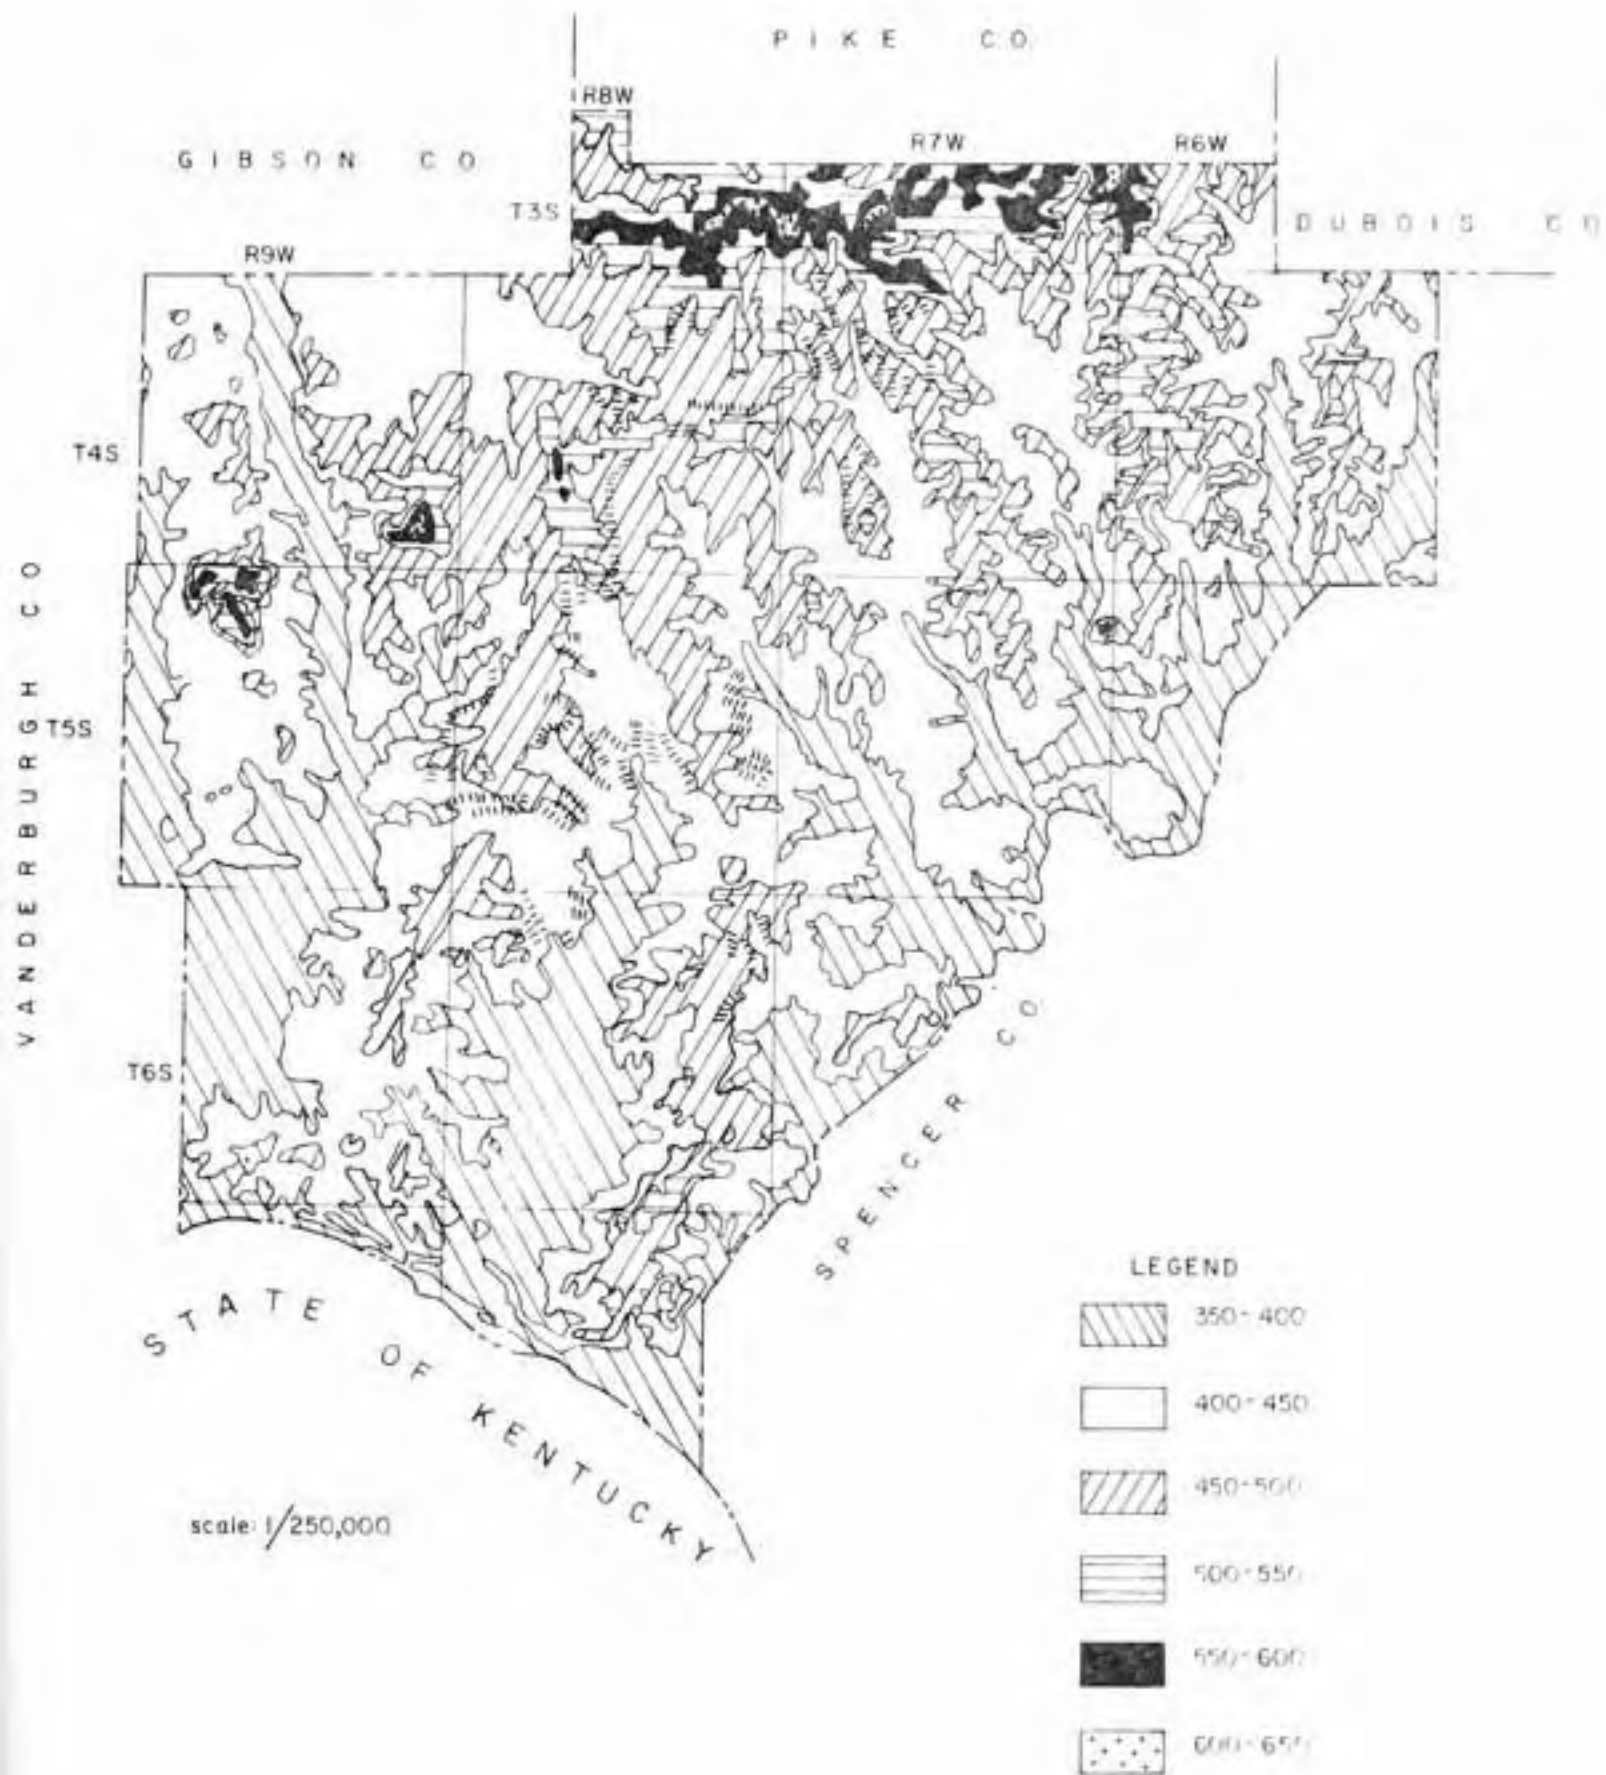 PIKE CO.
R8W
R7W
R6W
GIBSON CO.
T3S
DUBOIS CO.
R9W
T4S
VANDERBURGH CO.
T5S
T6S
SPENCER CO.
STATE OF KENTUCKY
scale: 1/250,000
LEGEND
350-400
400-450
450-500
500-550
550-600
600-650